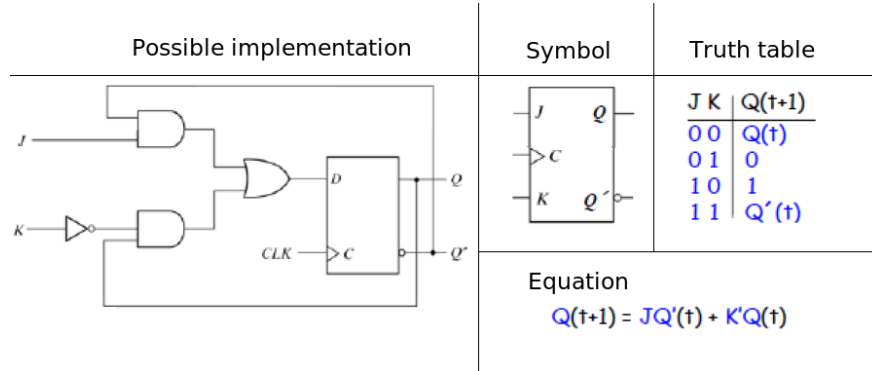 Possible implementation
J
K
CLK
D
C
Q
Q′
Symbol
J
Q
C
K
Q′
Truth table
J K Q(t+1)
0 0 Q(t)
0 1 0
1 0 1
1 1 Q′(t)
Equation
Q(t+1) = JQ'(t) + K'Q(t)